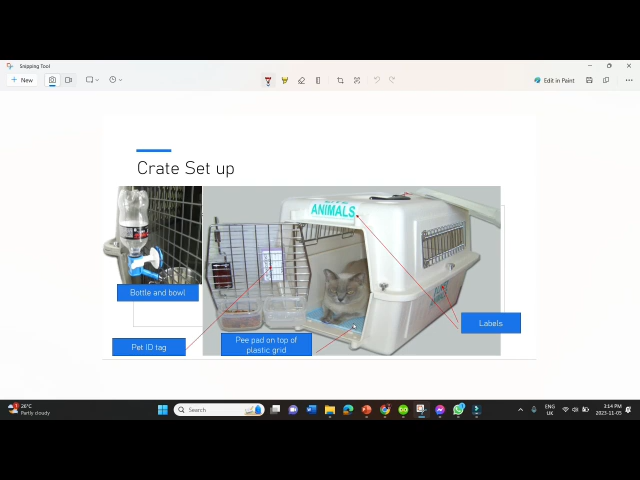 Snipping Tool
New
Edit in Paint
Crate Set up
LIVE
ANIMALS
Bottle and bowl
Pet ID tag
Pee pad on top of
plastic grid
Labels
26°C
Partly cloudy
Search
ENG
UK
3:14 PM
2023-11-05